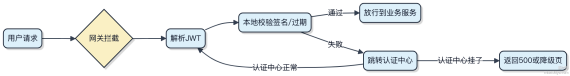 用户请求
网关拦截
解析JWT
本地校验签名/过期
通过
放行到业务服务
失败
跳转认证中心
认证中心正常
认证中心挂了
返回500或降级页